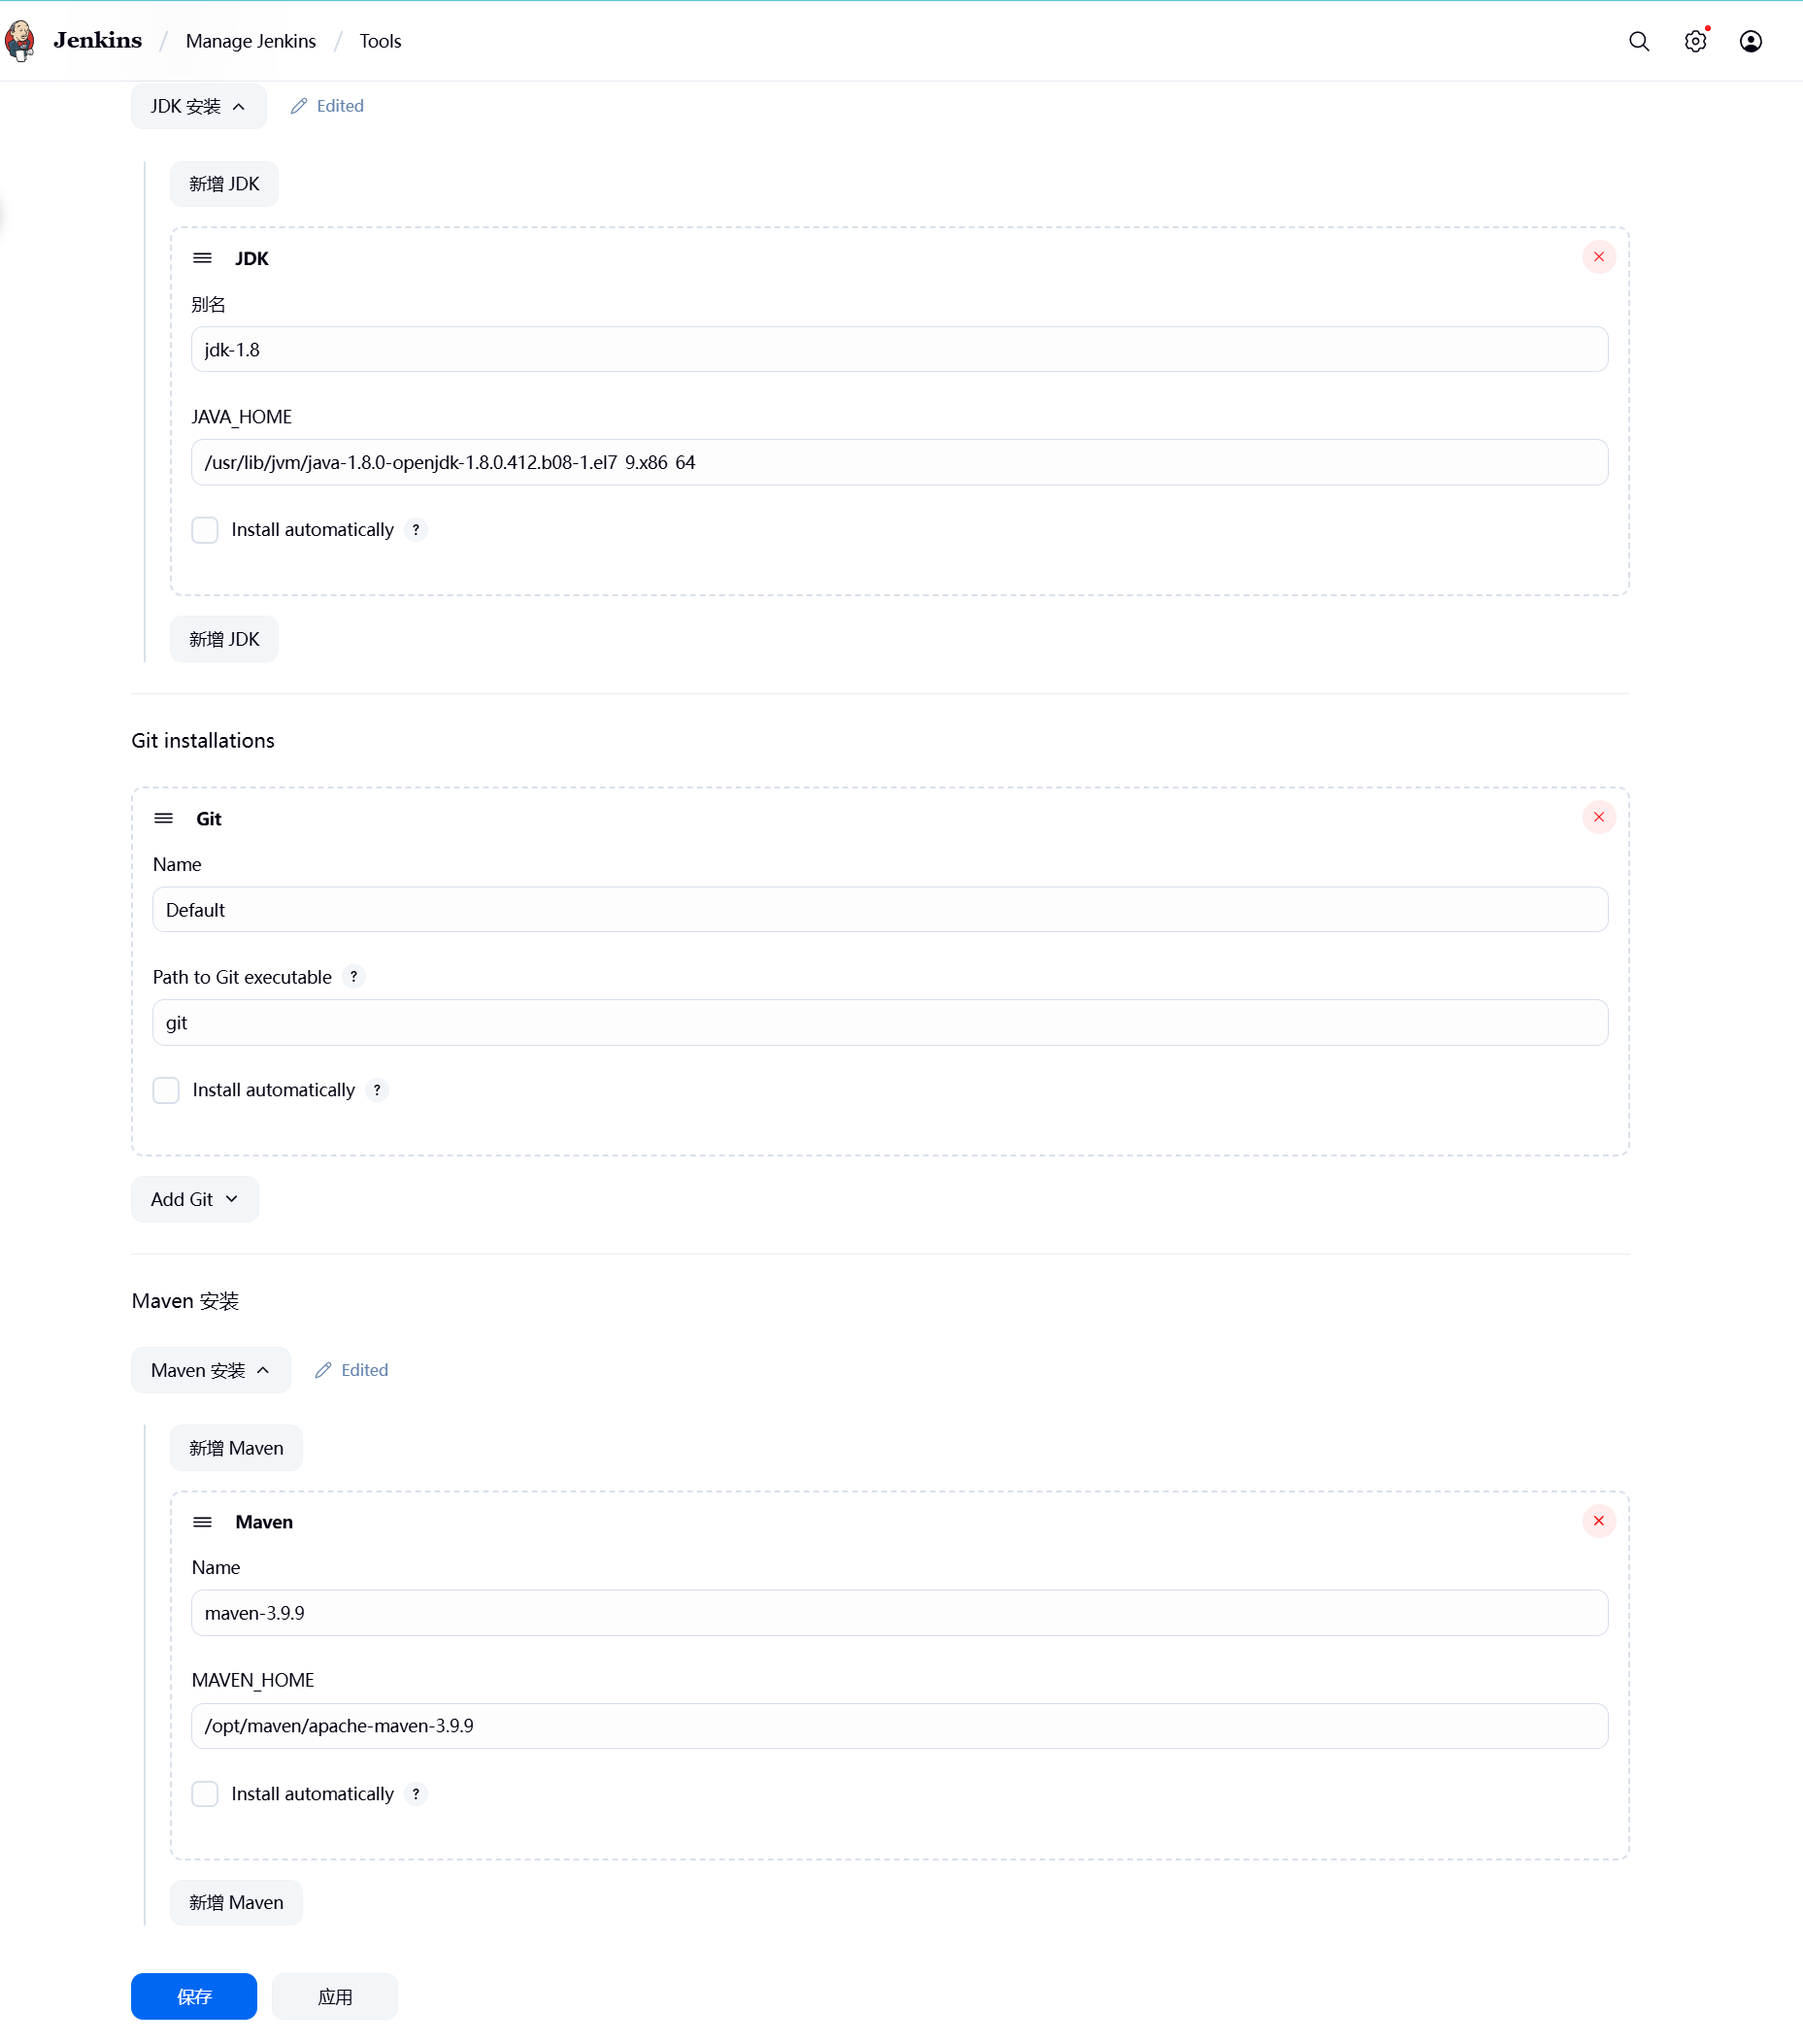 Jenkins / Manage Jenkins / Tools
JDK 安装 Edited
新增 JDK
JDK
别名
jdk-1.8
JAVA_HOME
/usr/lib/jvm/java-1.8.0-openjdk-1.8.0.412.b08-1.el7_9.x86_64
Install automatically ?
新增 JDK
Git installations
Git
Name
Default
Path to Git executable ?
git
Install automatically ?
Add Git
Maven 安装
Maven 安装 Edited
新增 Maven
Maven
Name
maven-3.9.9
MAVEN_HOME
/opt/maven/apache-maven-3.9.9
Install automatically ?
新增 Maven
保存 应用